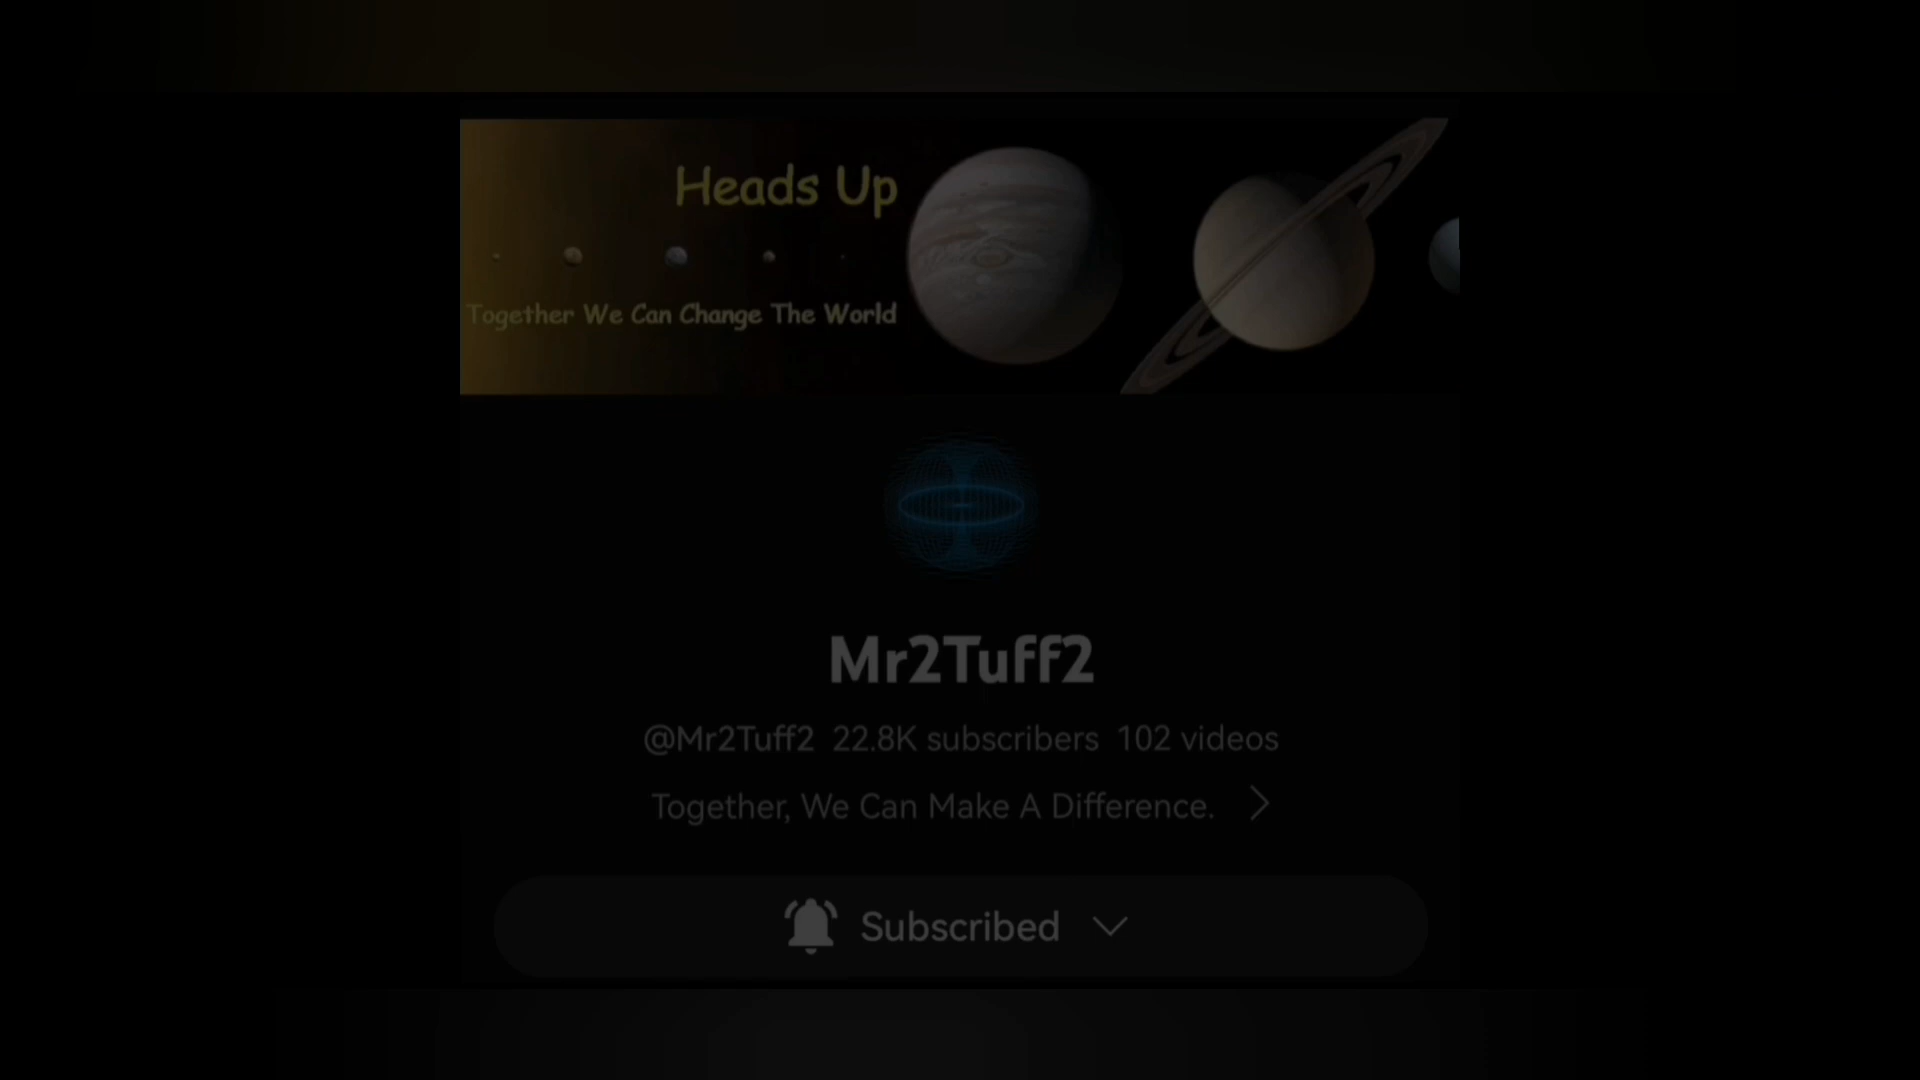 Heads Up
Together We Can Change The World
Mr2Tuff2
@Mr2Tuff2 22.8K subscribers 102 videos
Together, We Can Make A Difference.
Subscribed